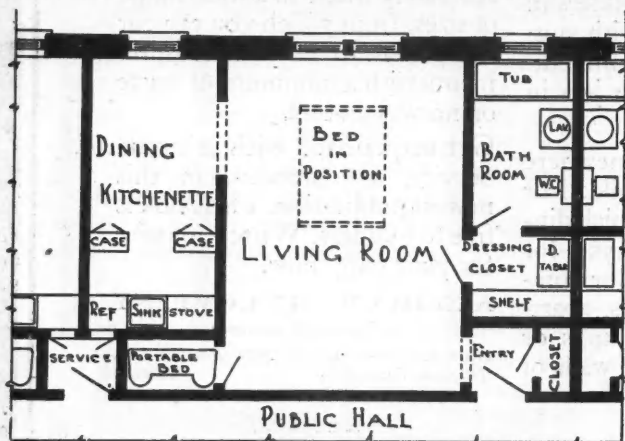 TUB
LAV.
BED
IN
POSITION
DINING
KITCHENETTE
BATH
ROOM
W.C.
CASE
CASE
LIVING ROOM
DRESSING
CLOSET
D.
TABLE
SHELF
REF
SINK
STOVE
SERVICE
PORTABLE
BED
ENTRY
CLOSET
PUBLIC HALL